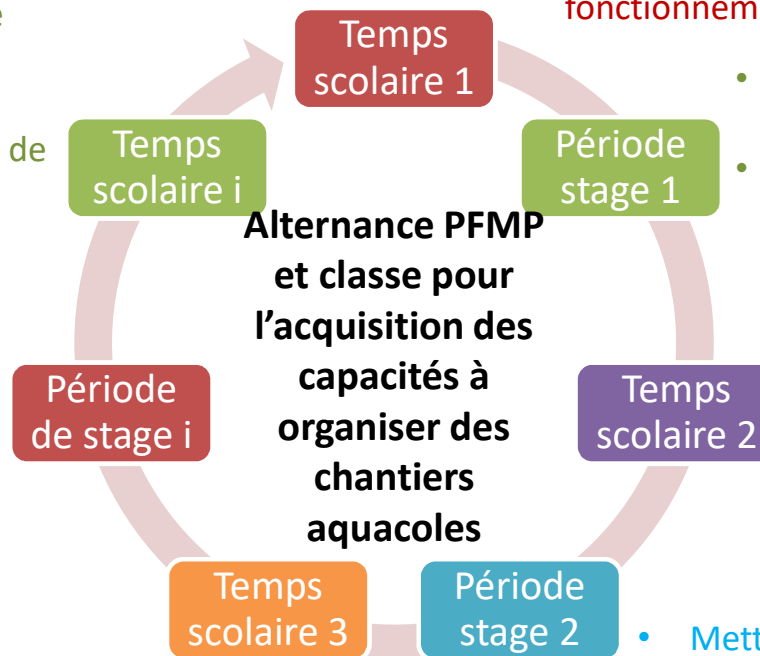 fonctionnem
Temps
scolaire 1
de
Temps
scolaire i
Période
stage 1
Alternance PFMP
et classe pour
l’acquisition des
capacités à
organiser des
chantiers
aquacoles
Période
de stage i
Temps
scolaire 2
Temps
scolaire 3
Période
stage 2
• Mett